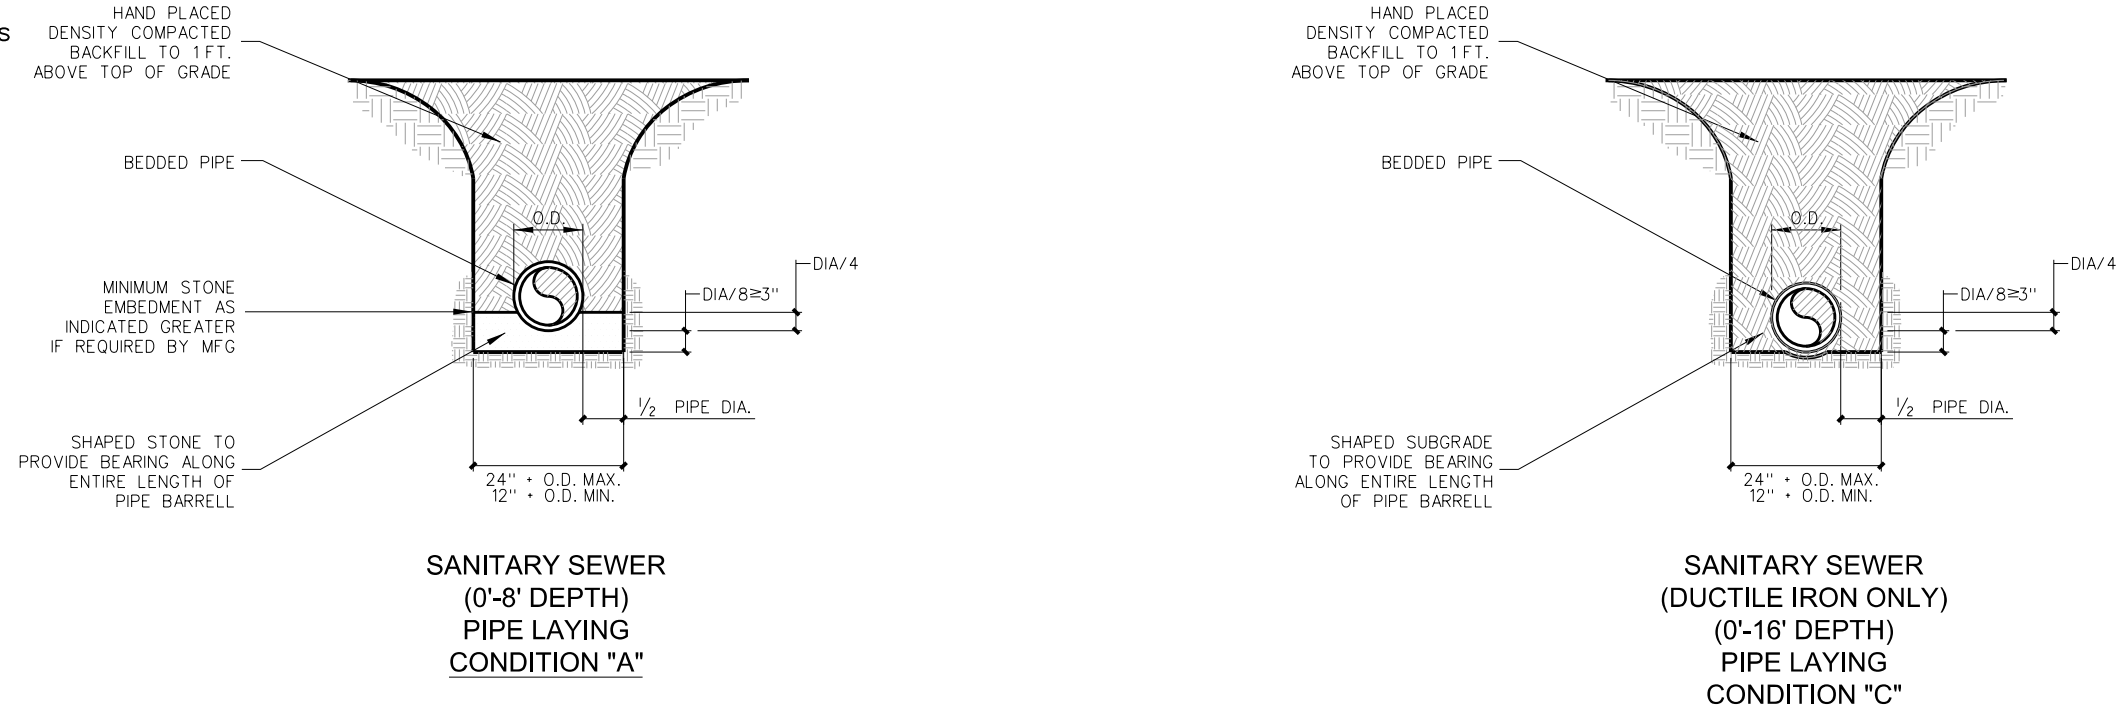 s
HAND PLACED
DENSITY COMPACTED
BACKFILL TO 1 FT.
ABOVE TOP OF GRADE
BEDDED PIPE
O.D.
MINIMUM STONE
EMBEDMENT AS
INDICATED GREATER
IF REQUIRED BY MFG
DIA/4
DIA/8≥3"
SHAPED STONE TO
PROVIDE BEARING ALONG
ENTIRE LENGTH OF
PIPE BARRELL
1/2 PIPE DIA.
24" + O.D. MAX.
12" + O.D. MIN.
SANITARY SEWER
(0'-8' DEPTH)
PIPE LAYING
CONDITION "A"
HAND PLACED
DENSITY COMPACTED
BACKFILL TO 1 FT.
ABOVE TOP OF GRADE
BEDDED PIPE
O.D.
DIA/4
DIA/8≥3"
SHAPED SUBGRADE
TO PROVIDE BEARING
ALONG ENTIRE LENGTH
OF PIPE BARRELL
1/2 PIPE DIA.
24" + O.D. MAX.
12" + O.D. MIN.
SANITARY SEWER
(DUCTILE IRON ONLY)
(0'-16' DEPTH)
PIPE LAYING
CONDITION "C"